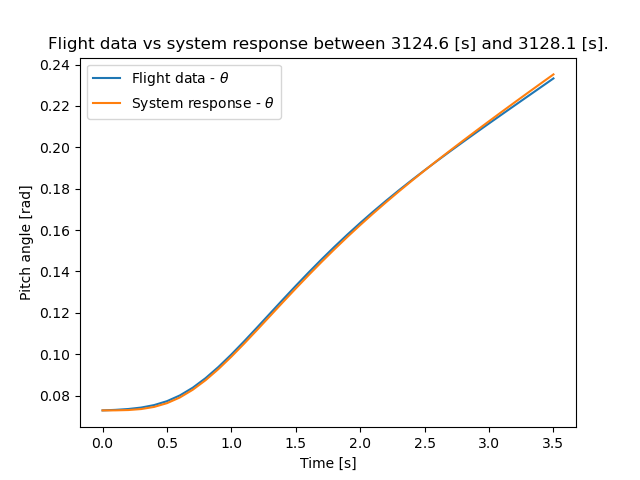 Flight data vs system response between 3124.6 [s] and 3128.1 [s].
Flight data - θ
System response - θ
Pitch angle [rad]
0.24
0.22
0.20
0.18
0.16
0.14
0.12
0.10
0.08
0.0 0.5 1.0 1.5 2.0 2.5 3.0 3.5
Time [s]